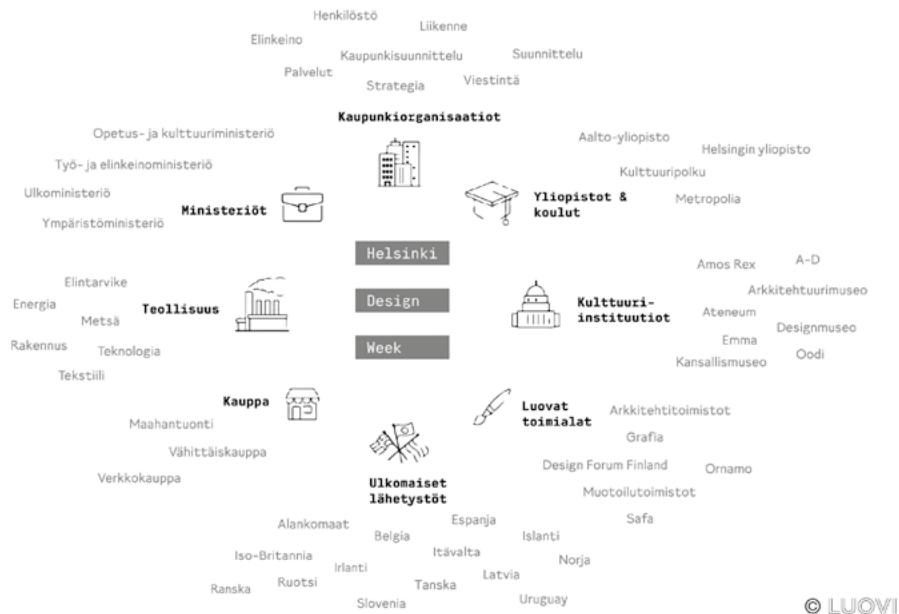 Henkilöstö
Liikenne
Elinkeino
Kaupunkisuunnittelu
Suunnittelu
Palvelut
Strategia
Viestintä
Kaupunkiorganisaatiot
Opetus- ja kulttuuriministeriö
Työ- ja elinkeinoministeriö
Ulkoministeriö
Ympäristöministeriö
Ministeriöt
Aalto-yliopisto
Helsingin yliopisto
Kulttuuripolku
Metropolia
Yliopistot &
koulut
Helsinki
Design
Week
Elintarvike
Energia
Metsä
Rakennus
Teknologia
Tekstiili
Teollisuus
Amos Rex
A-D
Arkkitehtuurimuseo
Ateneum
Designmuseo
Emma
Oodi
Kansallismuseo
Kulttuuri-
instituutiot
Kauppa
Maahantuonti
Vähittäiskauppa
Verkkokauppa
Luovat
toimialat
Arkkitehtitoimistot
Grafia
Design Forum Finland
Ornamo
Muotoilutoimistot
Safa
Ulkomaiset
lähetystöt
Alankomaat
Espanja
Belgia
Islanti
Iso-Britannia
Itävalta
Irlanti
Norja
Ranska
Ruotsi
Tanska
Latvia
Slovenia
Uruguay
© LUOVI